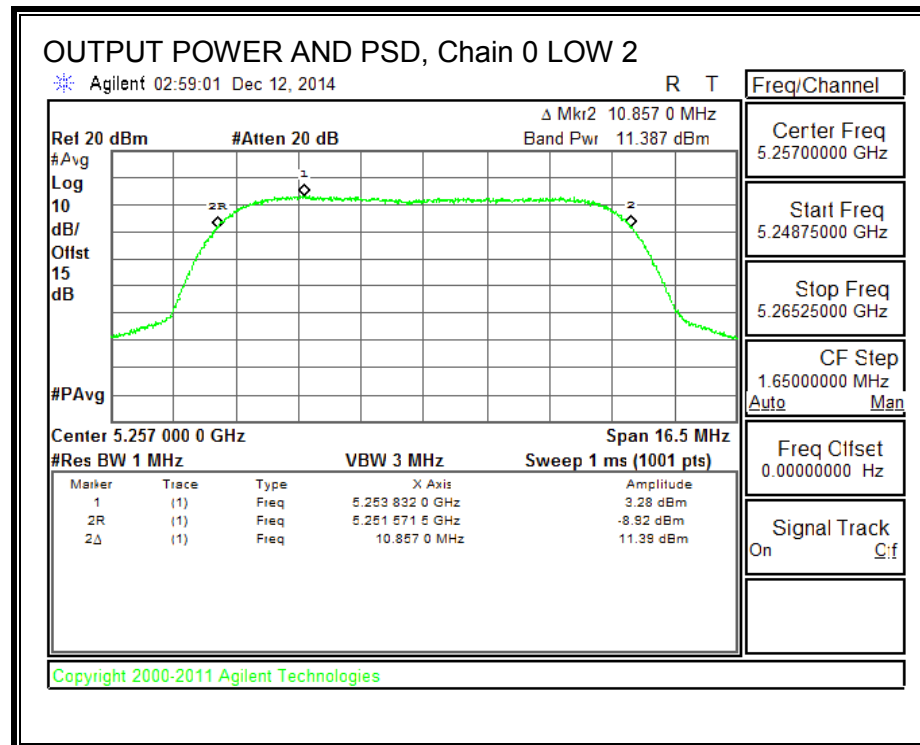 OUTPUT POWER AND PSD, Chain 0 LOW 2
Agilent 02:59:01 Dec 12, 2014 R T
Freq/Channel
Δ Mkr2 10.857 0 MHz
Ref 20 dBm #Atten 20 dB Band Pwr 11.387 dBm
#Avg
Log
10
dB/
Offst
15
dB
1
2R
2
#PAvg
Center 5.257 000 0 GHz Span 16.5 MHz
#Res BW 1 MHz VBW 3 MHz Sweep 1 ms (1001 pts)
Marker Trace Type X Axis Amplitude
1 (1) Freq 5.253 832 0 GHz 3.28 dBm
2R (1) Freq 5.251 571 5 GHz -8.92 dBm
2Δ (1) Freq 10.857 0 MHz 11.39 dBm
Center Freq
5.25700000 GHz
Start Freq
5.24875000 GHz
Stop Freq
5.26525000 GHz
CF Step
1.65000000 MHz
Auto Man
Freq Offset
0.00000000 Hz
Signal Track
On Off
Copyright 2000-2011 Agilent Technologies